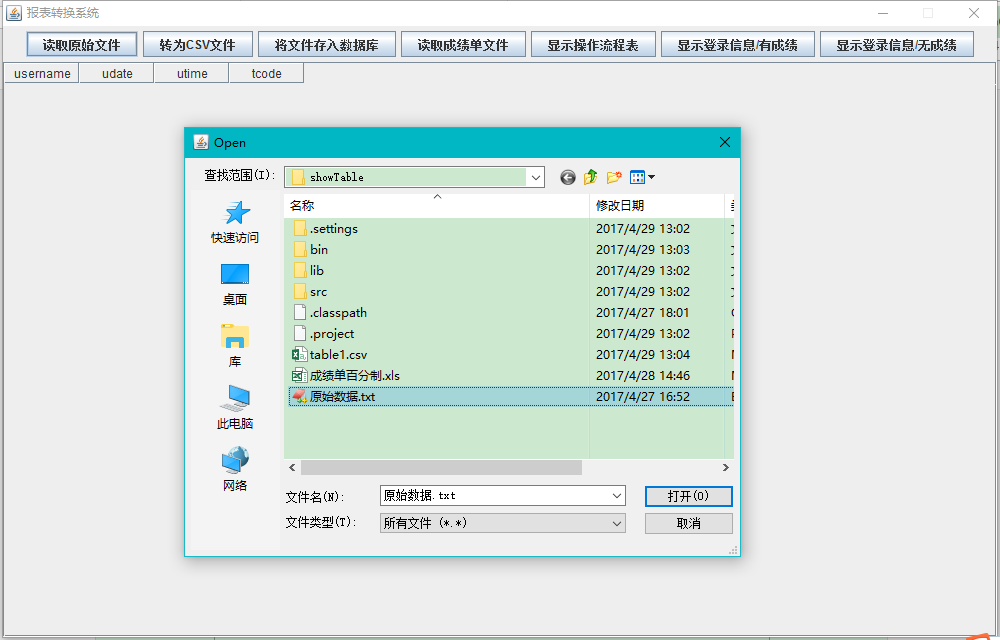 报表转换系统
读取原始文件 转为CSV文件 将文件存入数据库 读取成绩单文件 显示操作流程表 显示登录信息/有成绩 显示登录信息/无成绩
username udate utime tcode
Open
查找范围(I): showTable
名称 修改日期
.settings 2017/4/29 13:02
bin 2017/4/29 13:03
lib 2017/4/29 13:02
src 2017/4/29 13:02
.classpath 2017/4/27 18:01
.project 2017/4/29 13:02
table1.csv 2017/4/29 13:04
成绩单百分制.xls 2017/4/28 14:46
原始数据.txt 2017/4/27 16:52
快速访问
桌面
库
此电脑
网络
文件名(N): 原始数据.txt 打开(O)
文件类型(T): 所有文件 (*.*) 取消